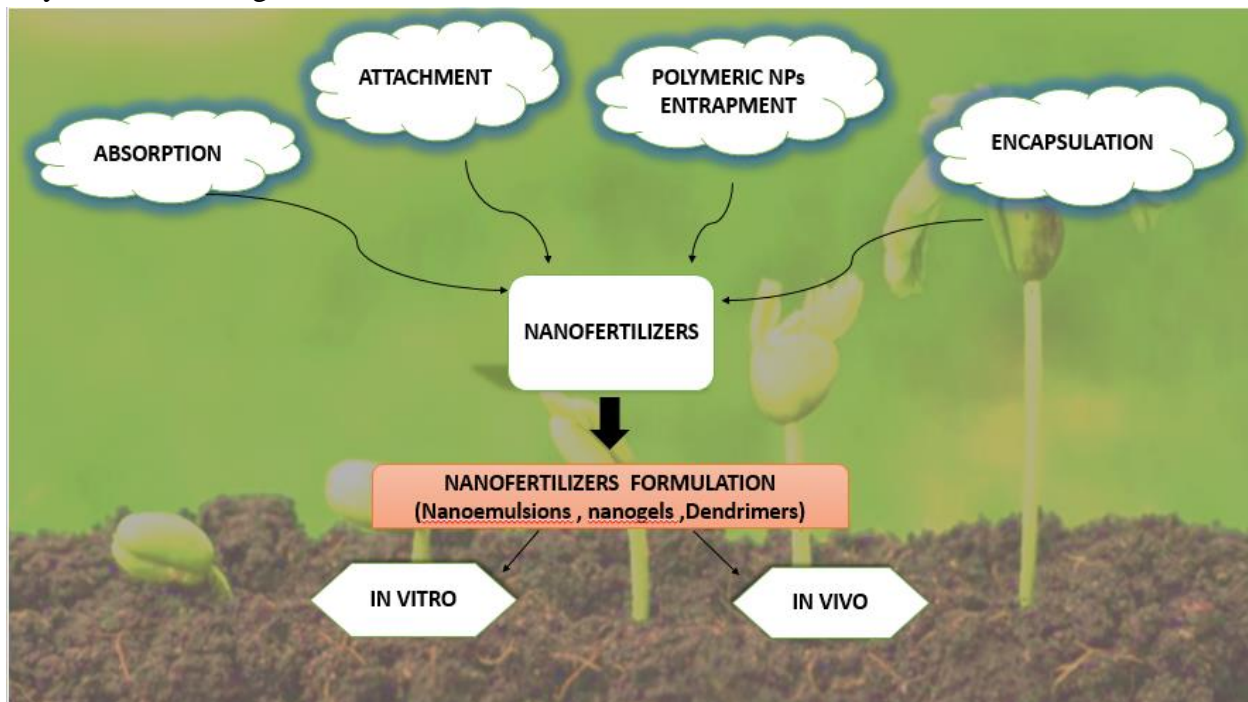 ABSORPTION
ATTACHMENT
POLYMERIC NPs
ENTRAPMENT
ENCAPSULATION
NANOFERTILIZERS
NANOFERTILIZERS FORMULATION
(Nanoemulsions , nanogels ,Dendrimers)
IN VITRO
IN VIVO